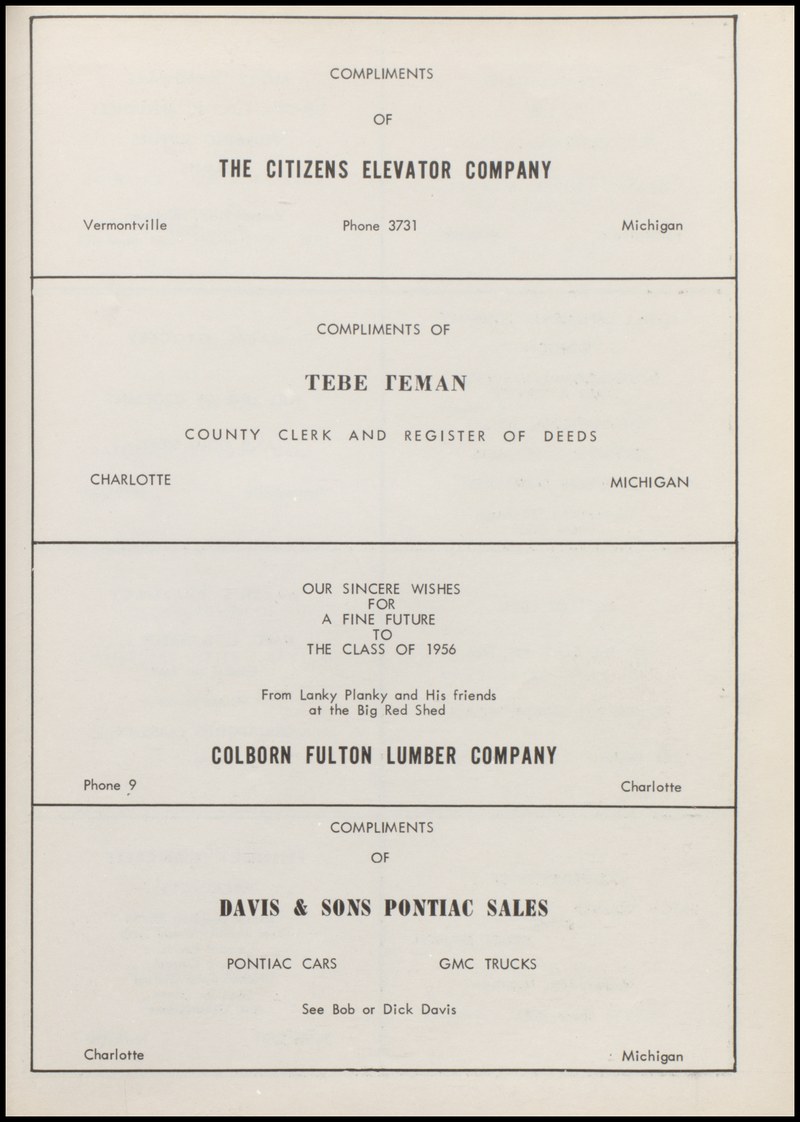 COMPLIMENTS
OF
THE CITIZENS ELEVATOR COMPANY
Vermontville Phone 3731 Michigan
COMPLIMENTS OF
TEBE TEMAN
COUNTY CLERK AND REGISTER OF DEEDS
CHARLOTTE MICHIGAN
OUR SINCERE WISHES
FOR
A FINE FUTURE
TO
THE CLASS OF 1956
From Lanky Planky and His friends
at the Big Red Shed
COLBORN FULTON LUMBER COMPANY
Phone 9 Charlotte
COMPLIMENTS
OF
DAVIS & SONS PONTIAC SALES
PONTIAC CARS GMC TRUCKS
See Bob or Dick Davis
Charlotte Michigan